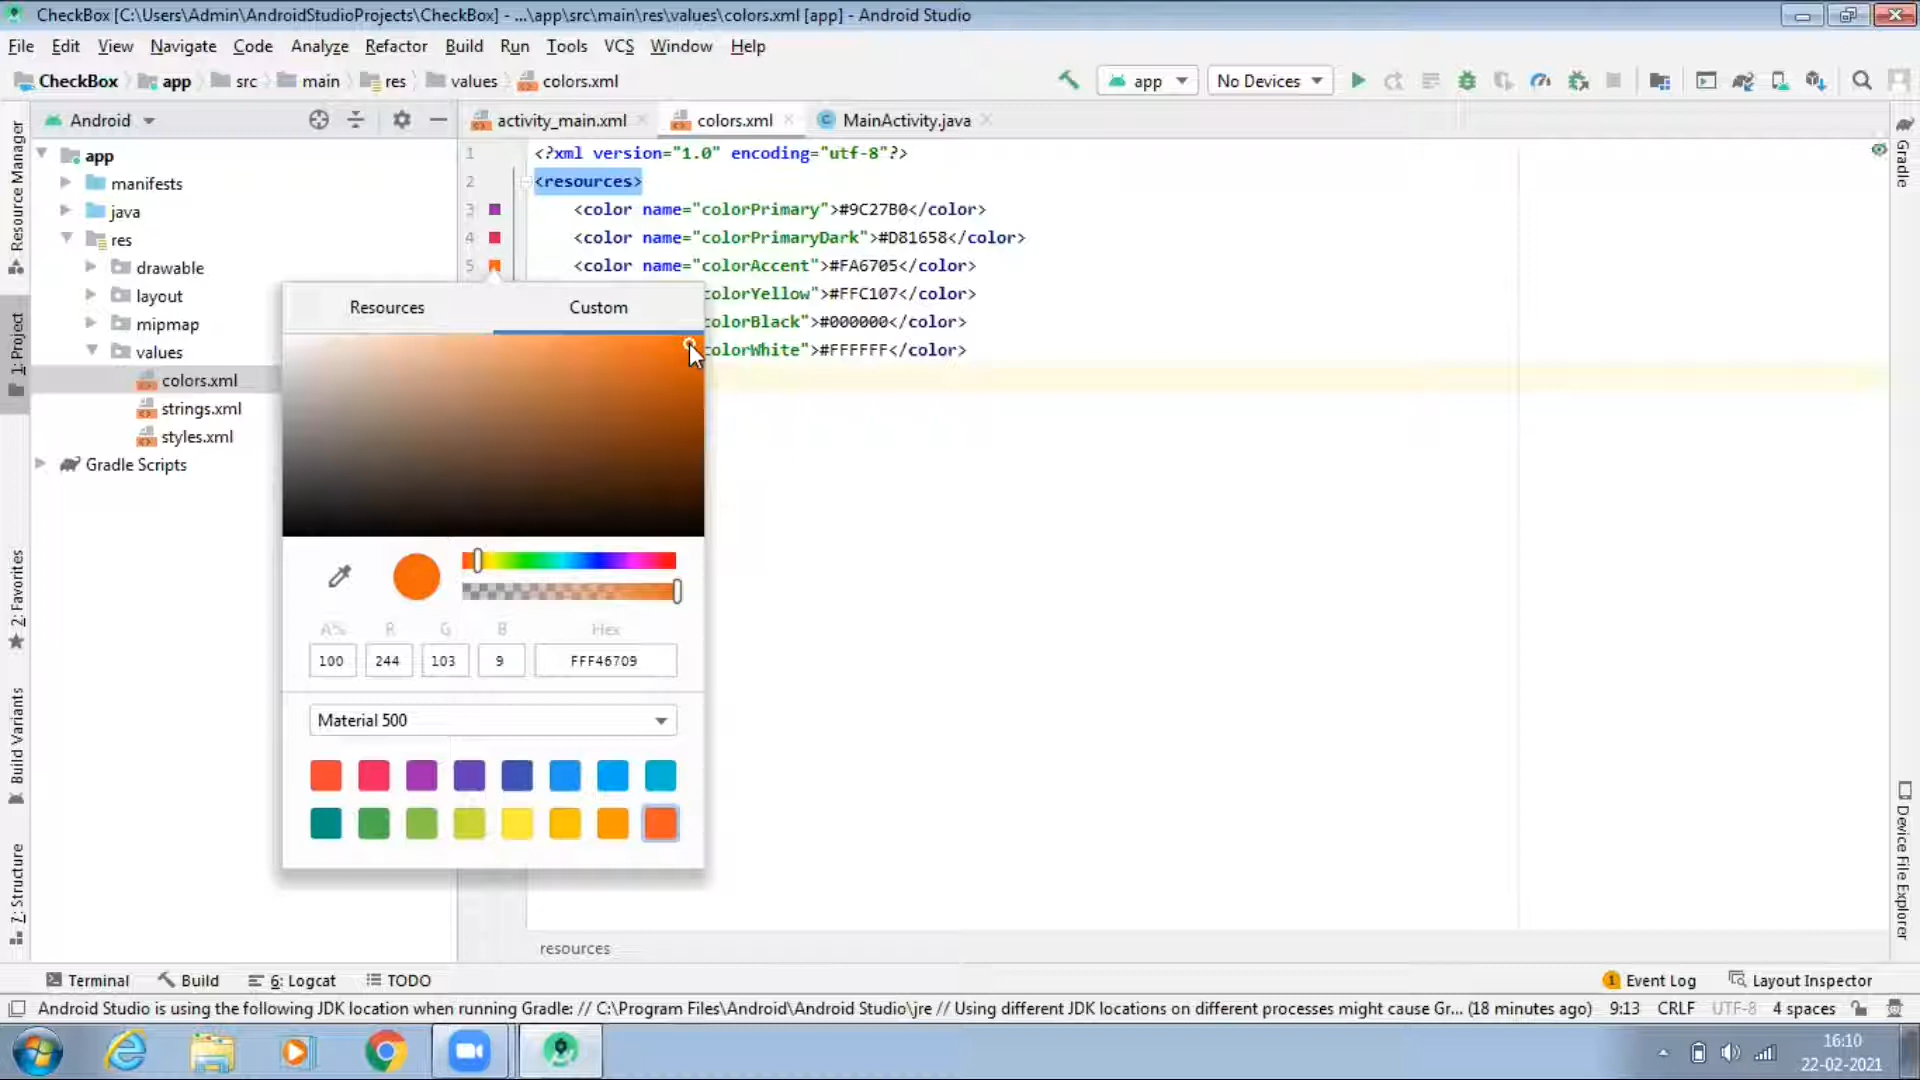 CheckBox [C:\Users\Admin\AndroidStudioProjects\CheckBox] - ...\app\src\main\res\values\colors.xml [app] - Android Studio
File Edit View Navigate Code Analyze Refactor Build Run Tools VCS Window Help
CheckBox app src main res values colors.xml app No Devices
Android
activity_main.xml colors.xml MainActivity.java
Resource Manager
1: Project
2: Favorites
Build Variants
7: Structure
app
manifests
java
res
drawable
layout
mipmap
values
colors.xml
strings.xml
styles.xml
Gradle Scripts
1 <?xml version="1.0" encoding="utf-8"?>
2 <resources>
3 <color name="colorPrimary">#9C27B0</color>
4 <color name="colorPrimaryDark">#D81658</color>
5 <color name="colorAccent">#FA6705</color>
colorYellow">#FFC107</color>
colorBlack">#000000</color>
colorWhite">#FFFFFF</color>
Resources Custom
A% R G B Hex
100 244 103 9 FFF46709
Material 500
resources
Gradle
Device File Explorer
Terminal Build 6: Logcat TODO
1 Event Log Layout Inspector
Android Studio is using the following JDK location when running Gradle: // C:\Program Files\Android\Android Studio\jre // Using different JDK locations on different processes might cause Gr... (18 minutes ago) 9:13 CRLF UTF-8 4 spaces
16:10
22-02-2021